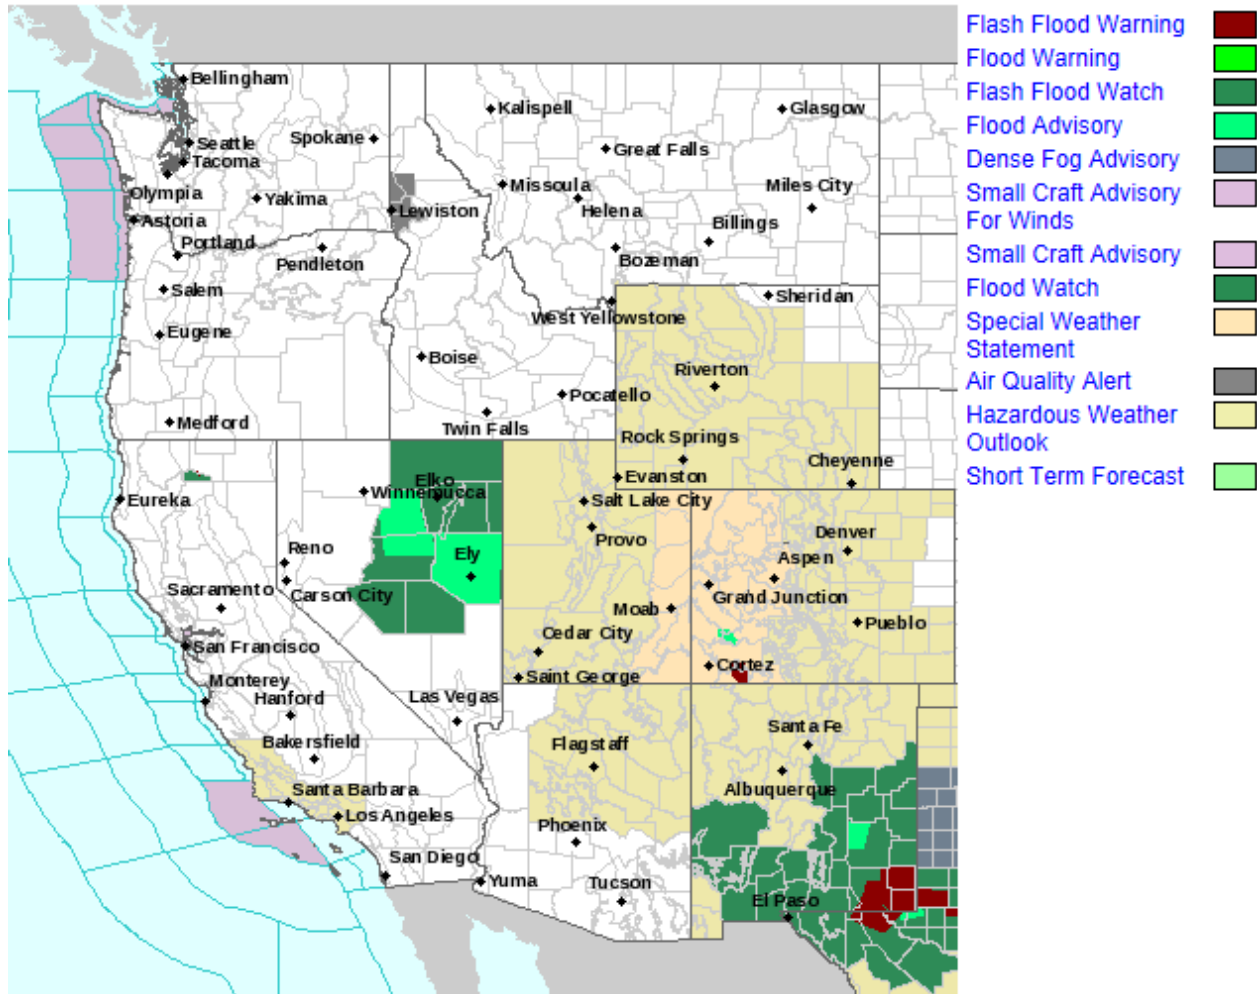 Flash Flood Warning
Flood Warning
Flash Flood Watch
Flood Advisory
Dense Fog Advisory
Small Craft Advisory
For Winds
Small Craft Advisory
Flood Watch
Special Weather
Statement
Air Quality Alert
Hazardous Weather
Outlook
Short Term Forecast
Bellingham
Kalispell
Glasgow
Seattle
Spokane
Tacoma
Great Falls
Olympia
Missoula
Miles City
Yakima
Lewiston
Helena
Astoria
Billings
Portland
Pendleton
Bozeman
Salem
Sheridan
West Yellowstone
Eugene
Boise
Riverton
Pocatello
Medford
Twin Falls
Rock Springs
Cheyenne
Evanston
Elko
Winnemucca
Eureka
Salt Lake City
Provo
Denver
Reno
Ely
Aspen
Carson City
Grand Junction
Sacramento
Moab
Pueblo
San Francisco
Cedar City
Cortez
Saint George
Monterey
Hanford
Las Vegas
Santa Fe
Bakersfield
Flagstaff
Santa Barbara
Albuquerque
Los Angeles
Phoenix
San Diego
Yuma
Tucson
El Paso